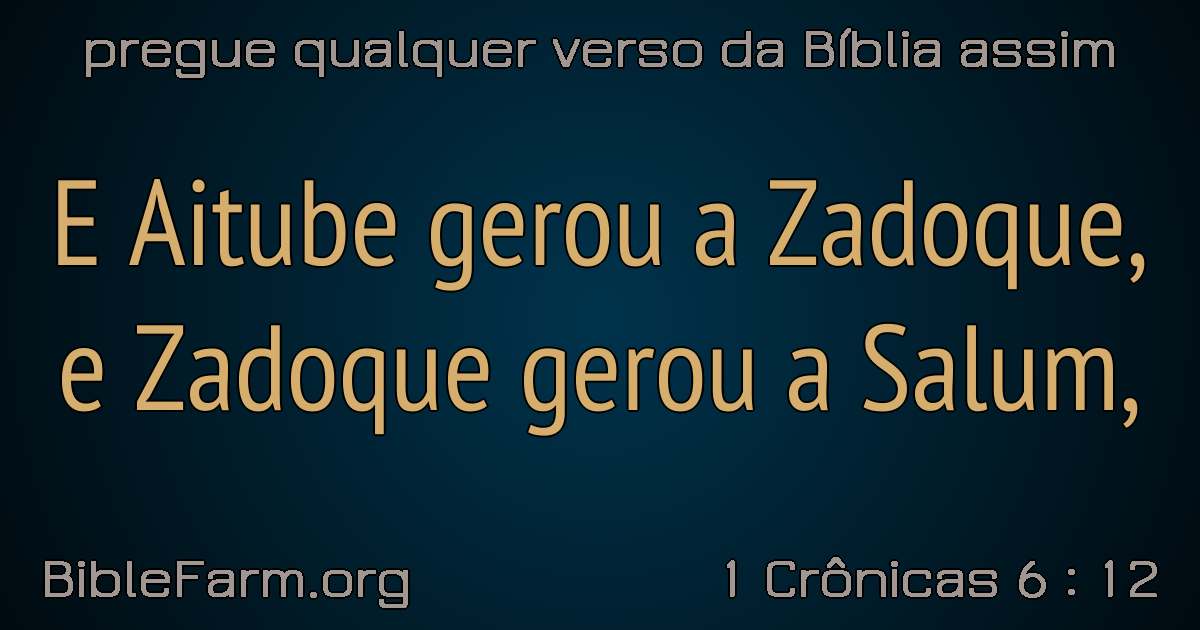 pregue qualquer verso da Bíblia assim
E Aitube gerou a Zadoque,
e Zadoque gerou a Salum,
BibleFarm.org
1 Crônicas 6 : 12